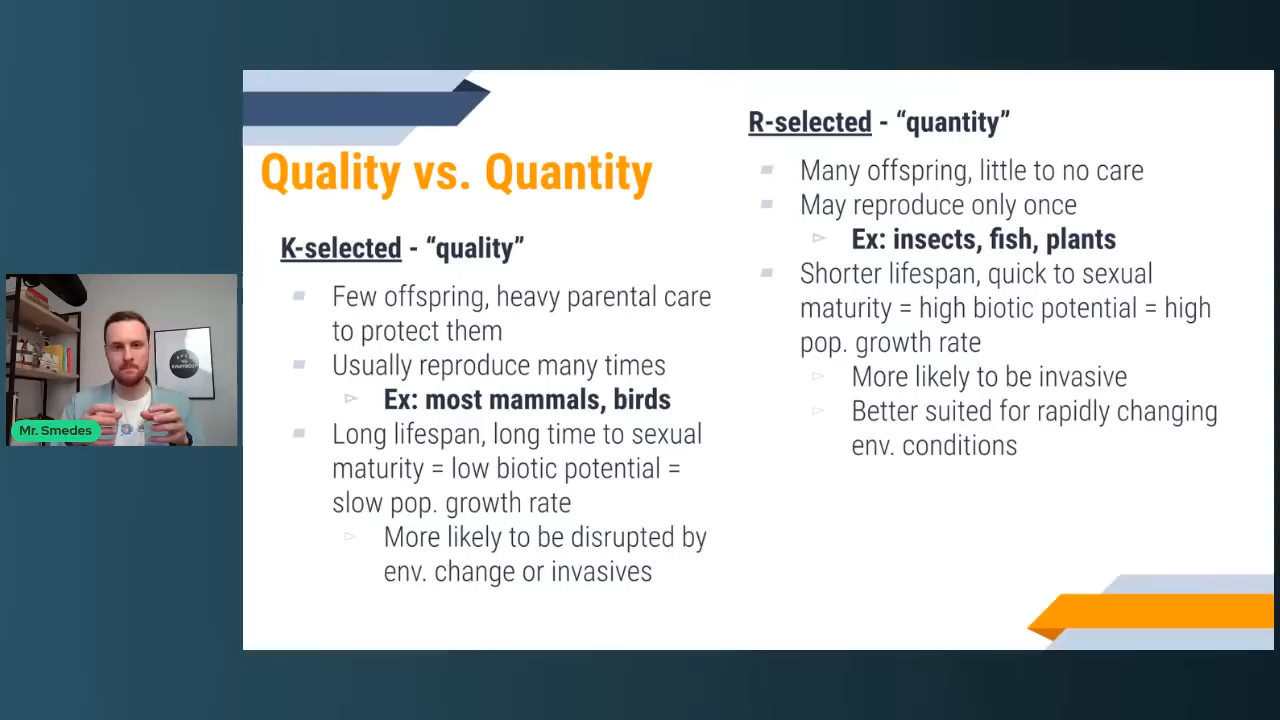 Quality vs. Quantity
K-selected - “quality”
Few offspring, heavy parental care
to protect them
Usually reproduce many times
Ex: most mammals, birds
Long lifespan, long time to sexual
maturity = low biotic potential =
slow pop. growth rate
More likely to be disrupted by
env. change or invasives
R-selected - “quantity”
Many offspring, little to no care
May reproduce only once
Ex: insects, fish, plants
Shorter lifespan, quick to sexual
maturity = high biotic potential = high
pop. growth rate
More likely to be invasive
Better suited for rapidly changing
env. conditions
Mr. Smedes